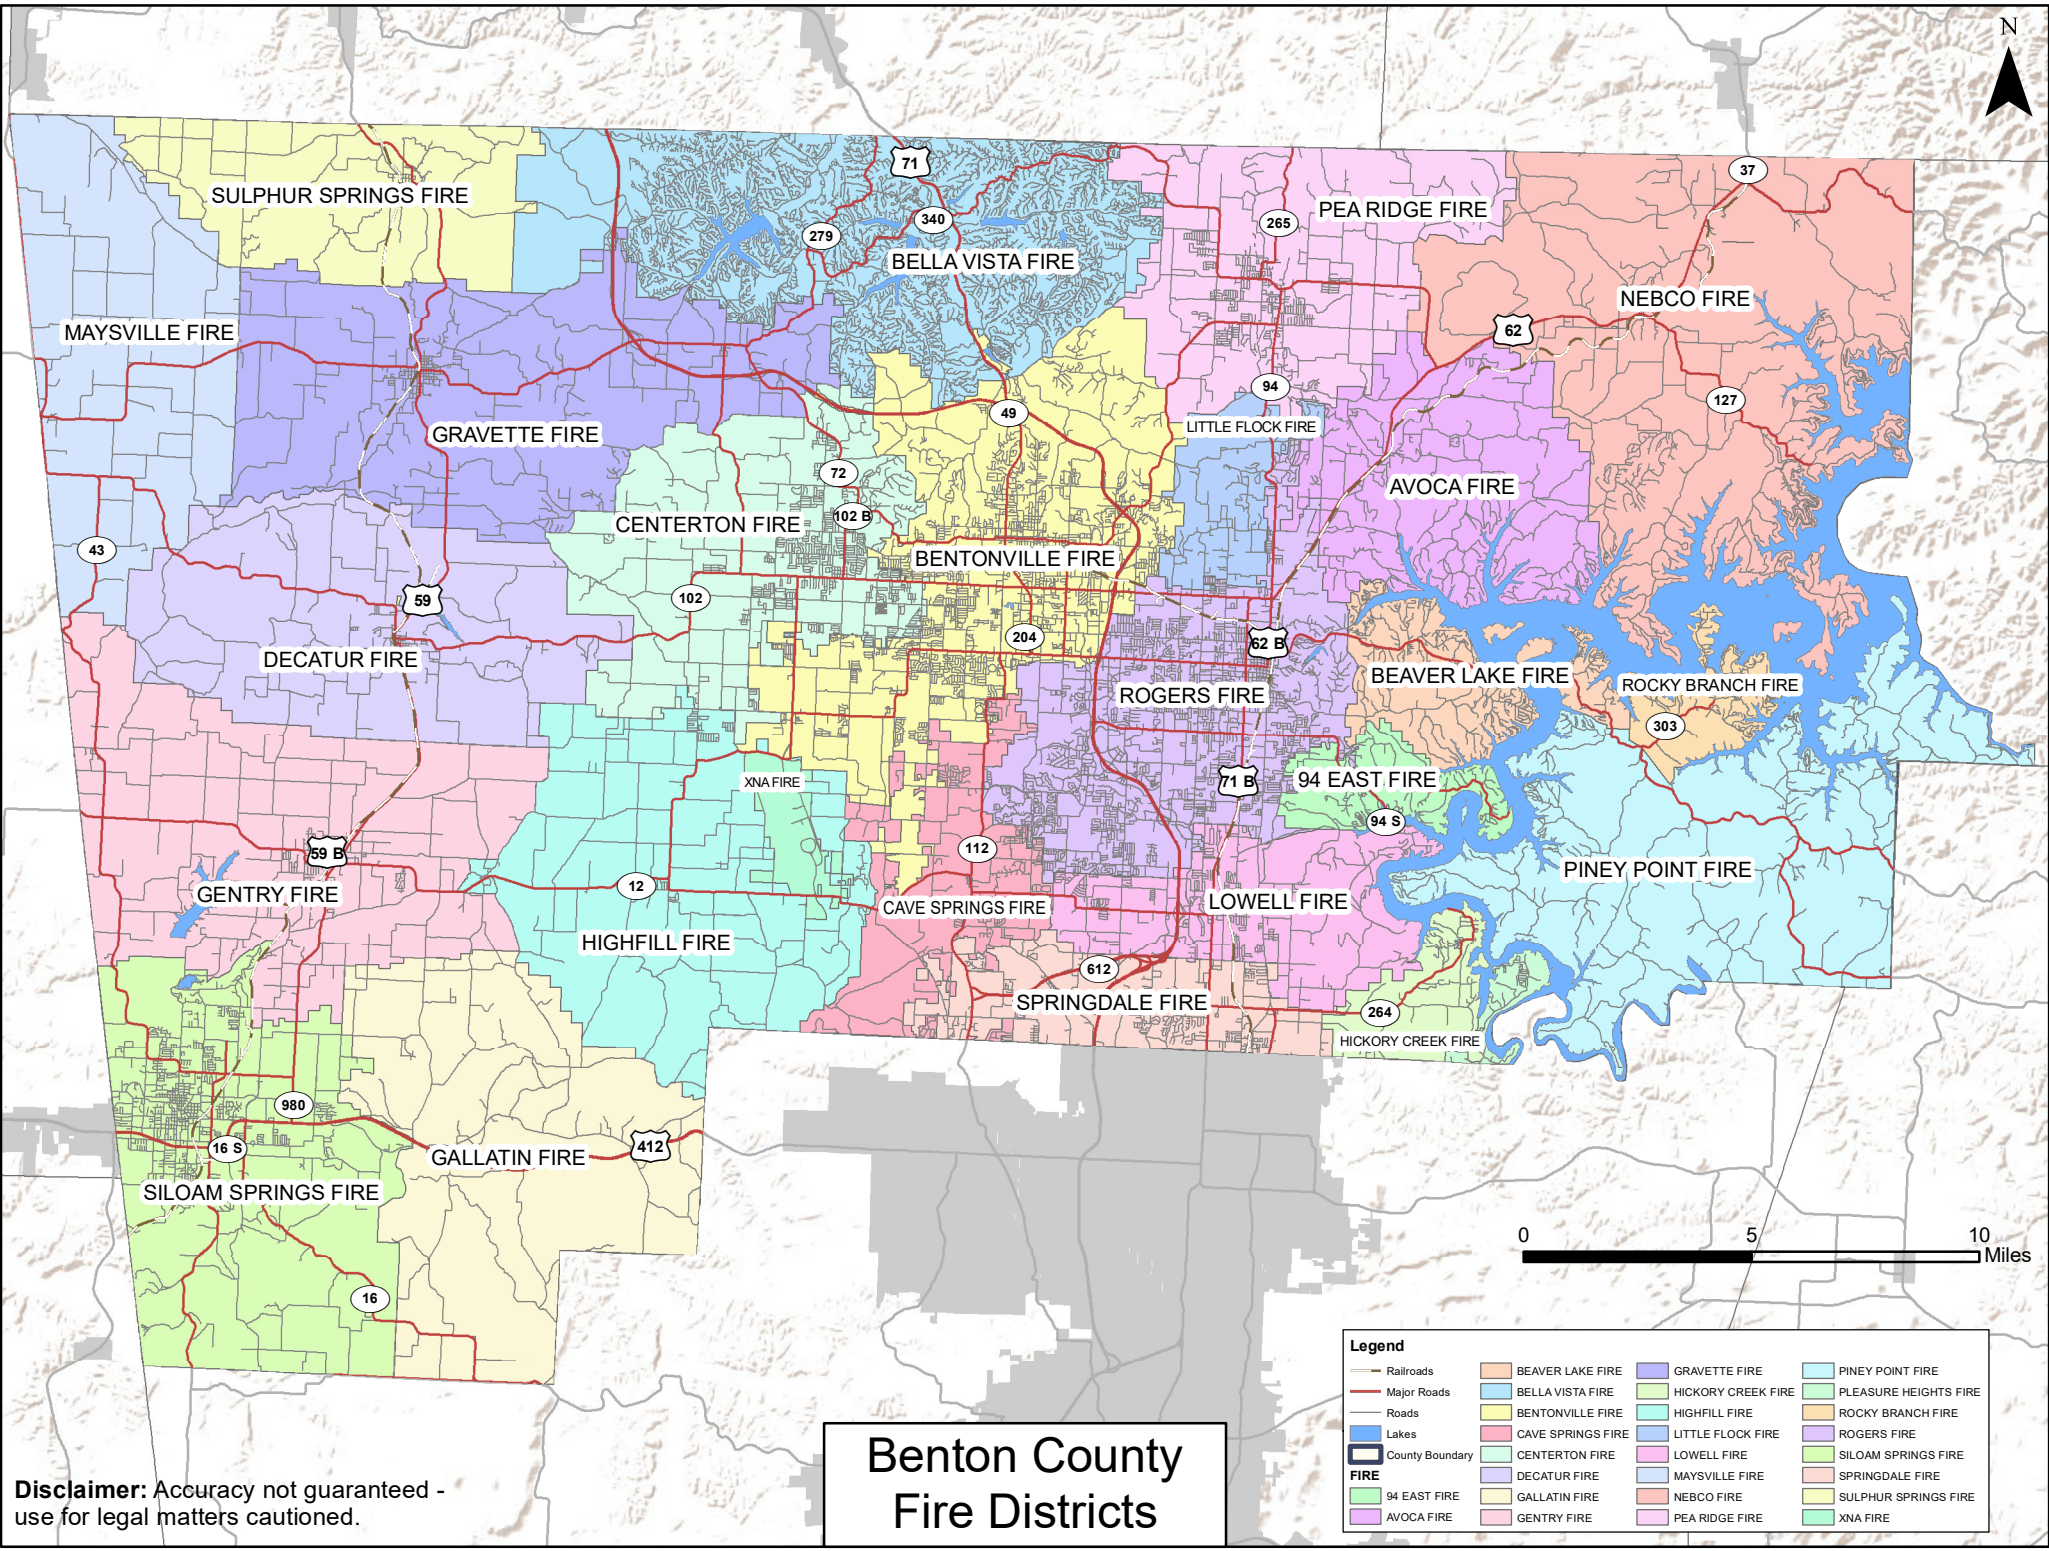 N
71
37
SULPHUR SPRINGS FIRE
PEA RIDGE FIRE
340
265
279
BELLA VISTA FIRE
NEBCO FIRE
MAYSVILLE FIRE
62
94
127
49
LITTLE FLOCK FIRE
GRAVETTE FIRE
72
AVOCA FIRE
102 B
CENTERTON FIRE
43
BENTONVILLE FIRE
59
102
204
62 B
DECATUR FIRE
BEAVER LAKE FIRE
ROCKY BRANCH FIRE
ROGERS FIRE
303
XNA FIRE
71 B
94 EAST FIRE
94 S
59 B
112
PINEY POINT FIRE
12
GENTRY FIRE
CAVE SPRINGS FIRE
LOWELL FIRE
HIGHFILL FIRE
612
SPRINGDALE FIRE
264
HICKORY CREEK FIRE
980
16 S
412
GALLATIN FIRE
SILOAM SPRINGS FIRE
16
0 5 10
Miles
Legend
Railroads
Major Roads
Roads
Lakes
County Boundary
FIRE
94 EAST FIRE
AVOCA FIRE
BEAVER LAKE FIRE
BELLA VISTA FIRE
BENTONVILLE FIRE
CAVE SPRINGS FIRE
CENTERTON FIRE
DECATUR FIRE
GALLATIN FIRE
GENTRY FIRE
GRAVETTE FIRE
HICKORY CREEK FIRE
HIGHFILL FIRE
LITTLE FLOCK FIRE
LOWELL FIRE
MAYSVILLE FIRE
NEBCO FIRE
PEA RIDGE FIRE
PINEY POINT FIRE
PLEASURE HEIGHTS FIRE
ROCKY BRANCH FIRE
ROGERS FIRE
SILOAM SPRINGS FIRE
SPRINGDALE FIRE
SULPHUR SPRINGS FIRE
XNA FIRE
Benton County
Fire Districts
Disclaimer: Accuracy not guaranteed -
use for legal matters cautioned.